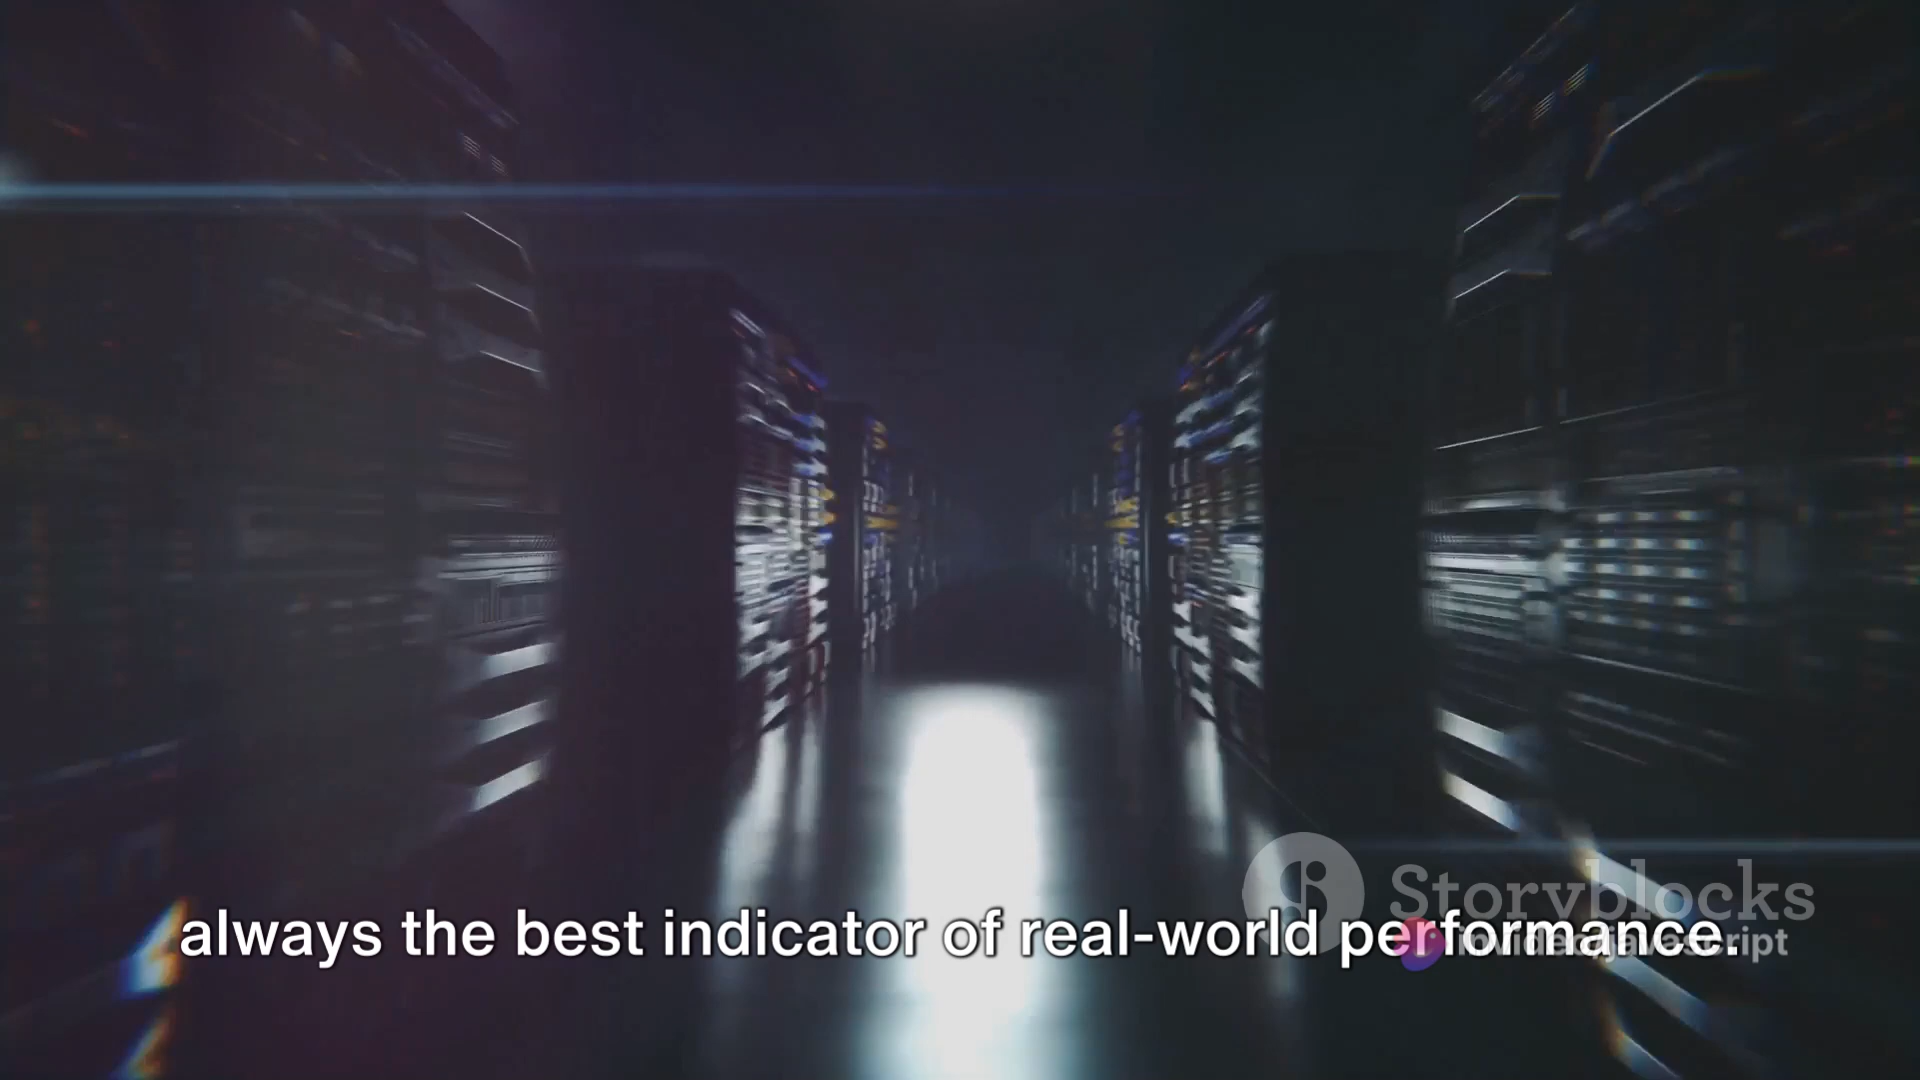 Storyblocks
always the best indicator of real-world performance.